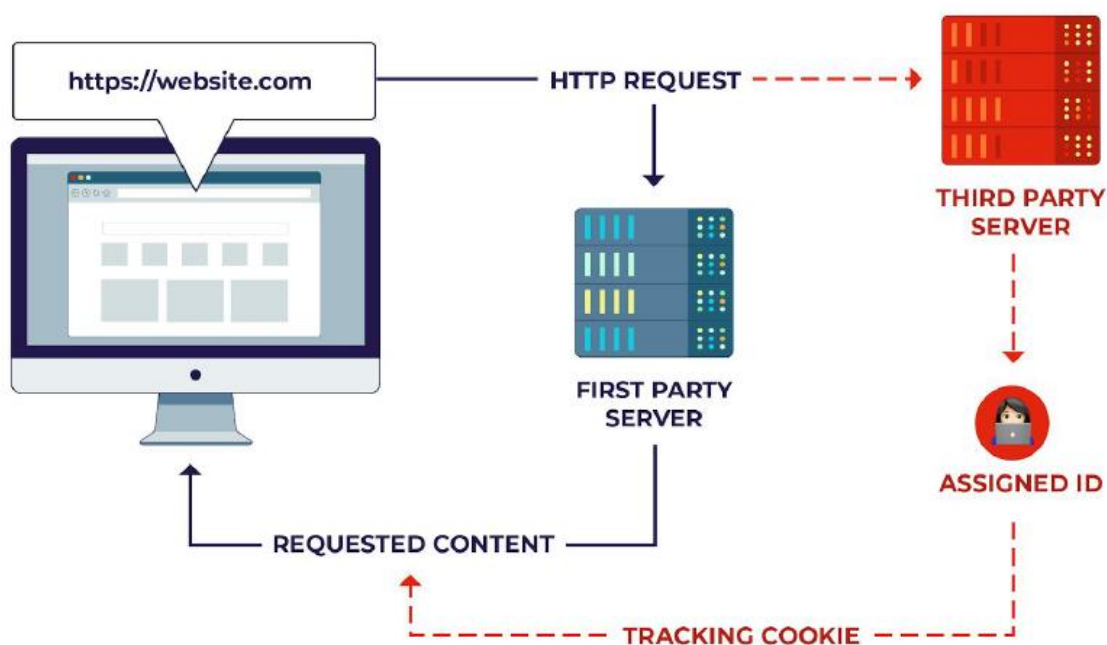 https://website.com
HTTP REQUEST
THIRD PARTY
SERVER
FIRST PARTY
SERVER
ASSIGNED ID
REQUESTED CONTENT
TRACKING COOKIE